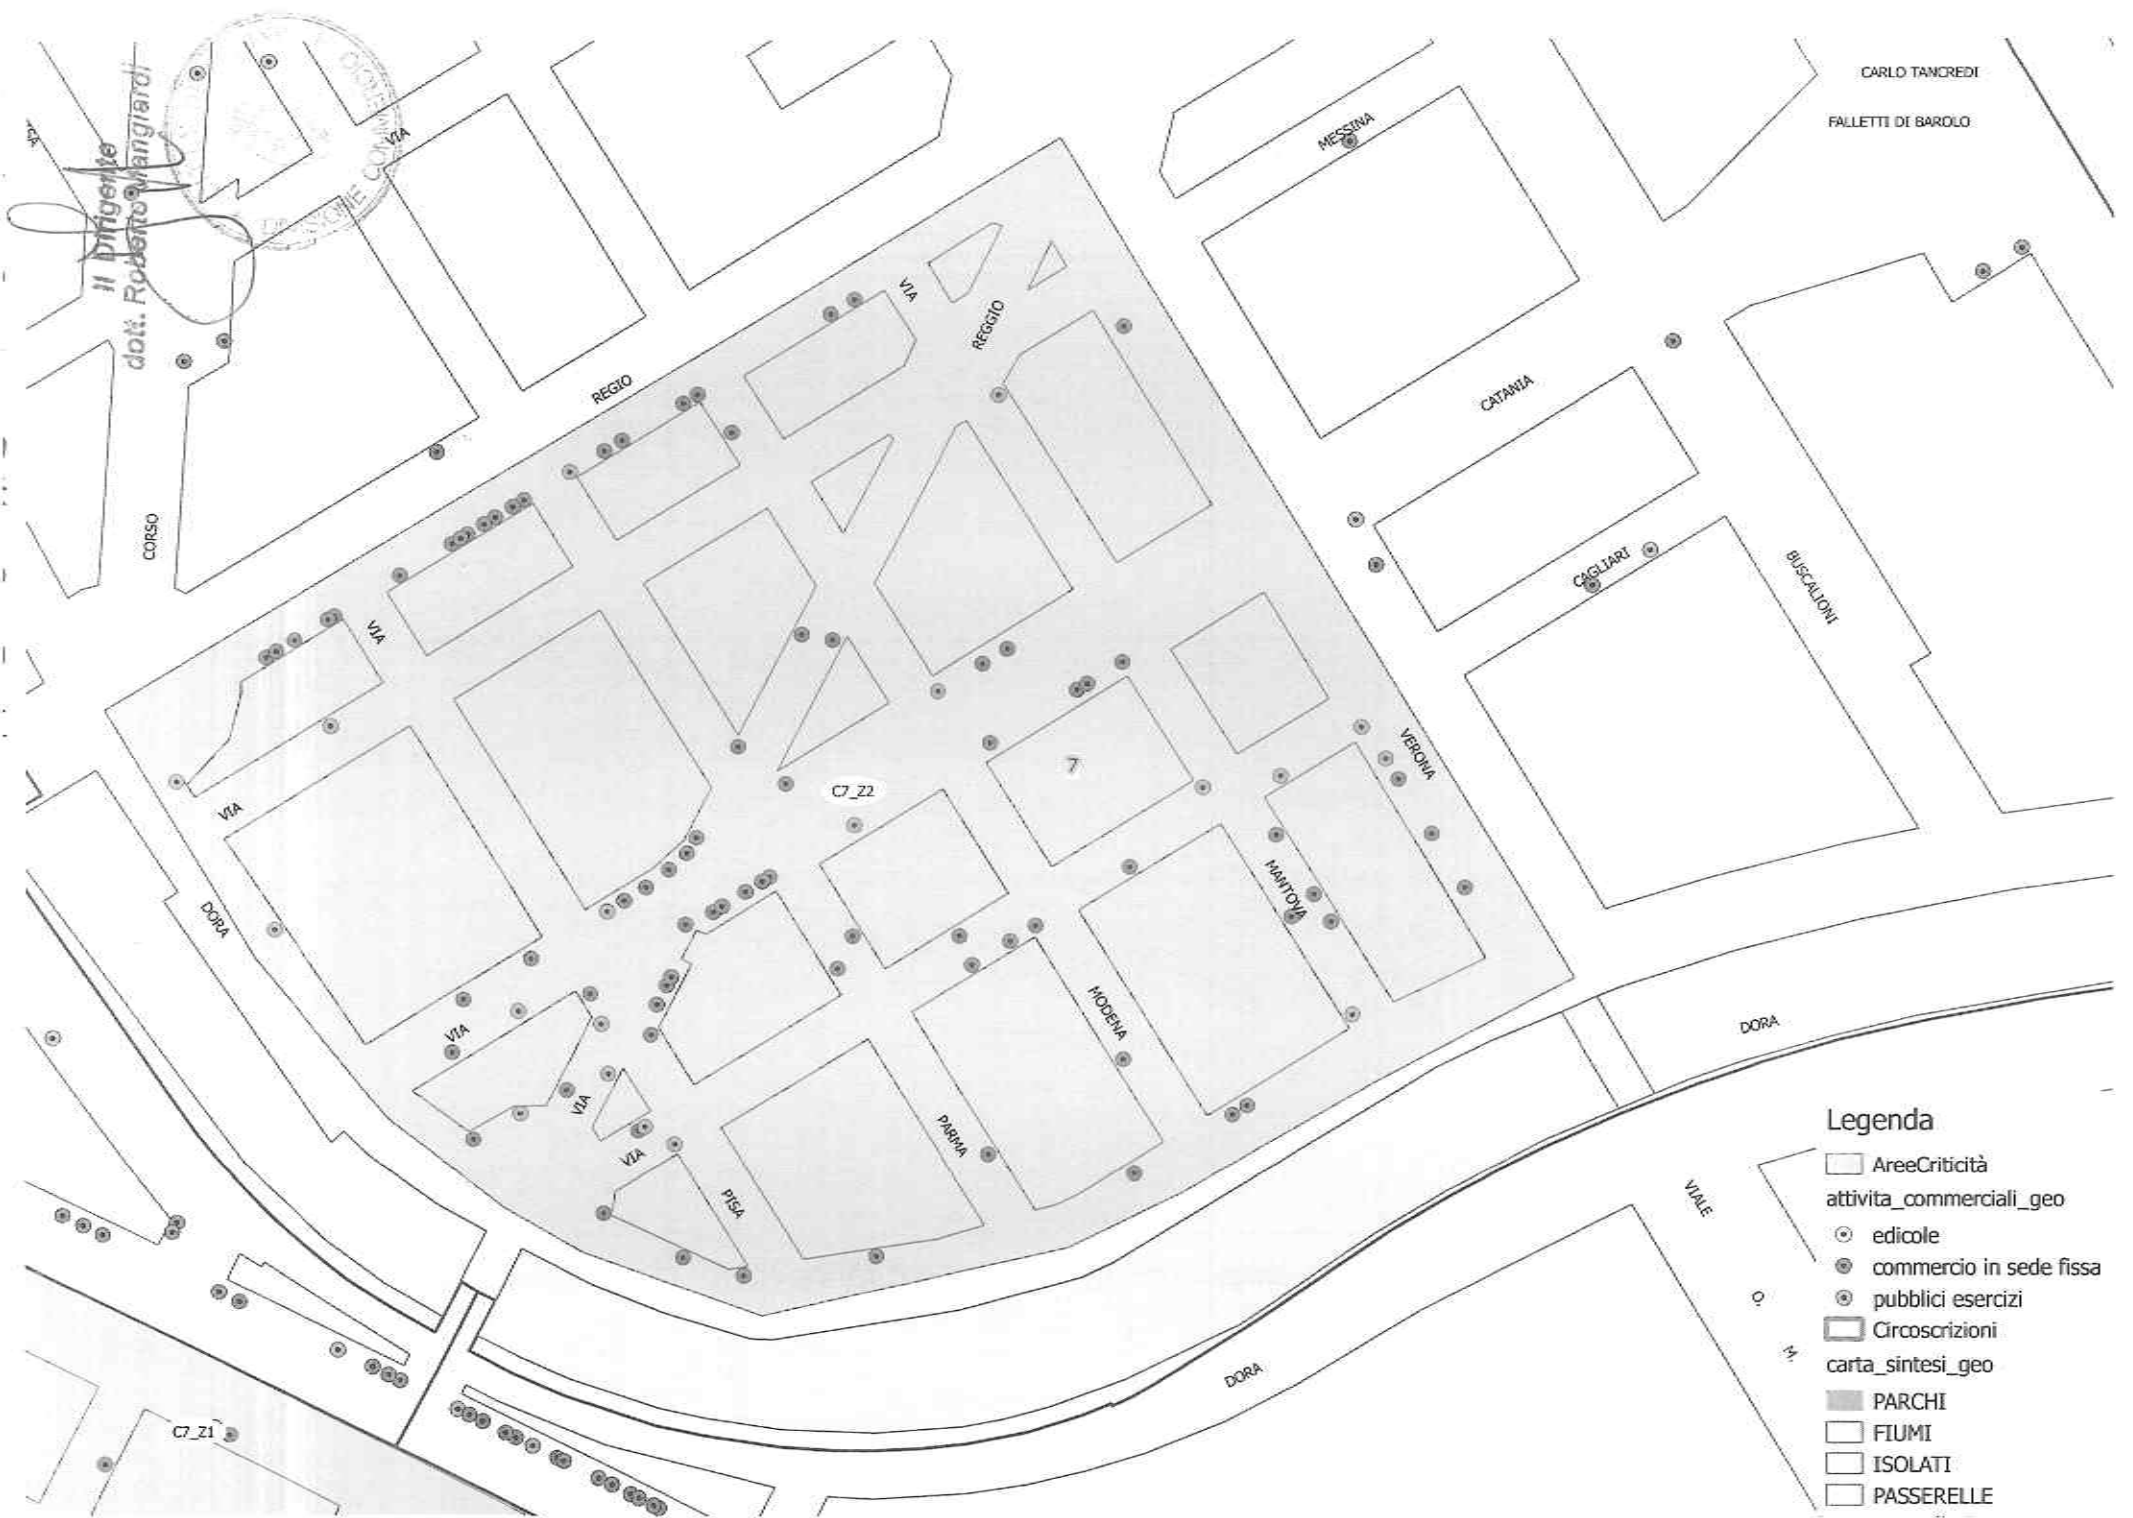 CARLO TANCREDI
FALLETTI DI BAROLO
MESSINA
VIA
Il Dirigente
dott. Roberto Mangiardi
DIVISIONE
VIA
REGGIO
REGIO
CATANIA
CORSO
CAGLIARI
BUSCALIONI
VIA
VERONA
7
C7_Z2
VIA
DORA
MANTOVA
MODENA
VIA
DORA
VIA
PARMA
VIA
PISA
VIALE
O.
M.
DORA
C7_Z1
Legenda
AreeCriticità
attivita_commerciali_geo
edicole
commercio in sede fissa
pubblici esercizi
Circoscrizioni
carta_sintesi_geo
PARCHI
FIUMI
ISOLATI
PASSERELLE